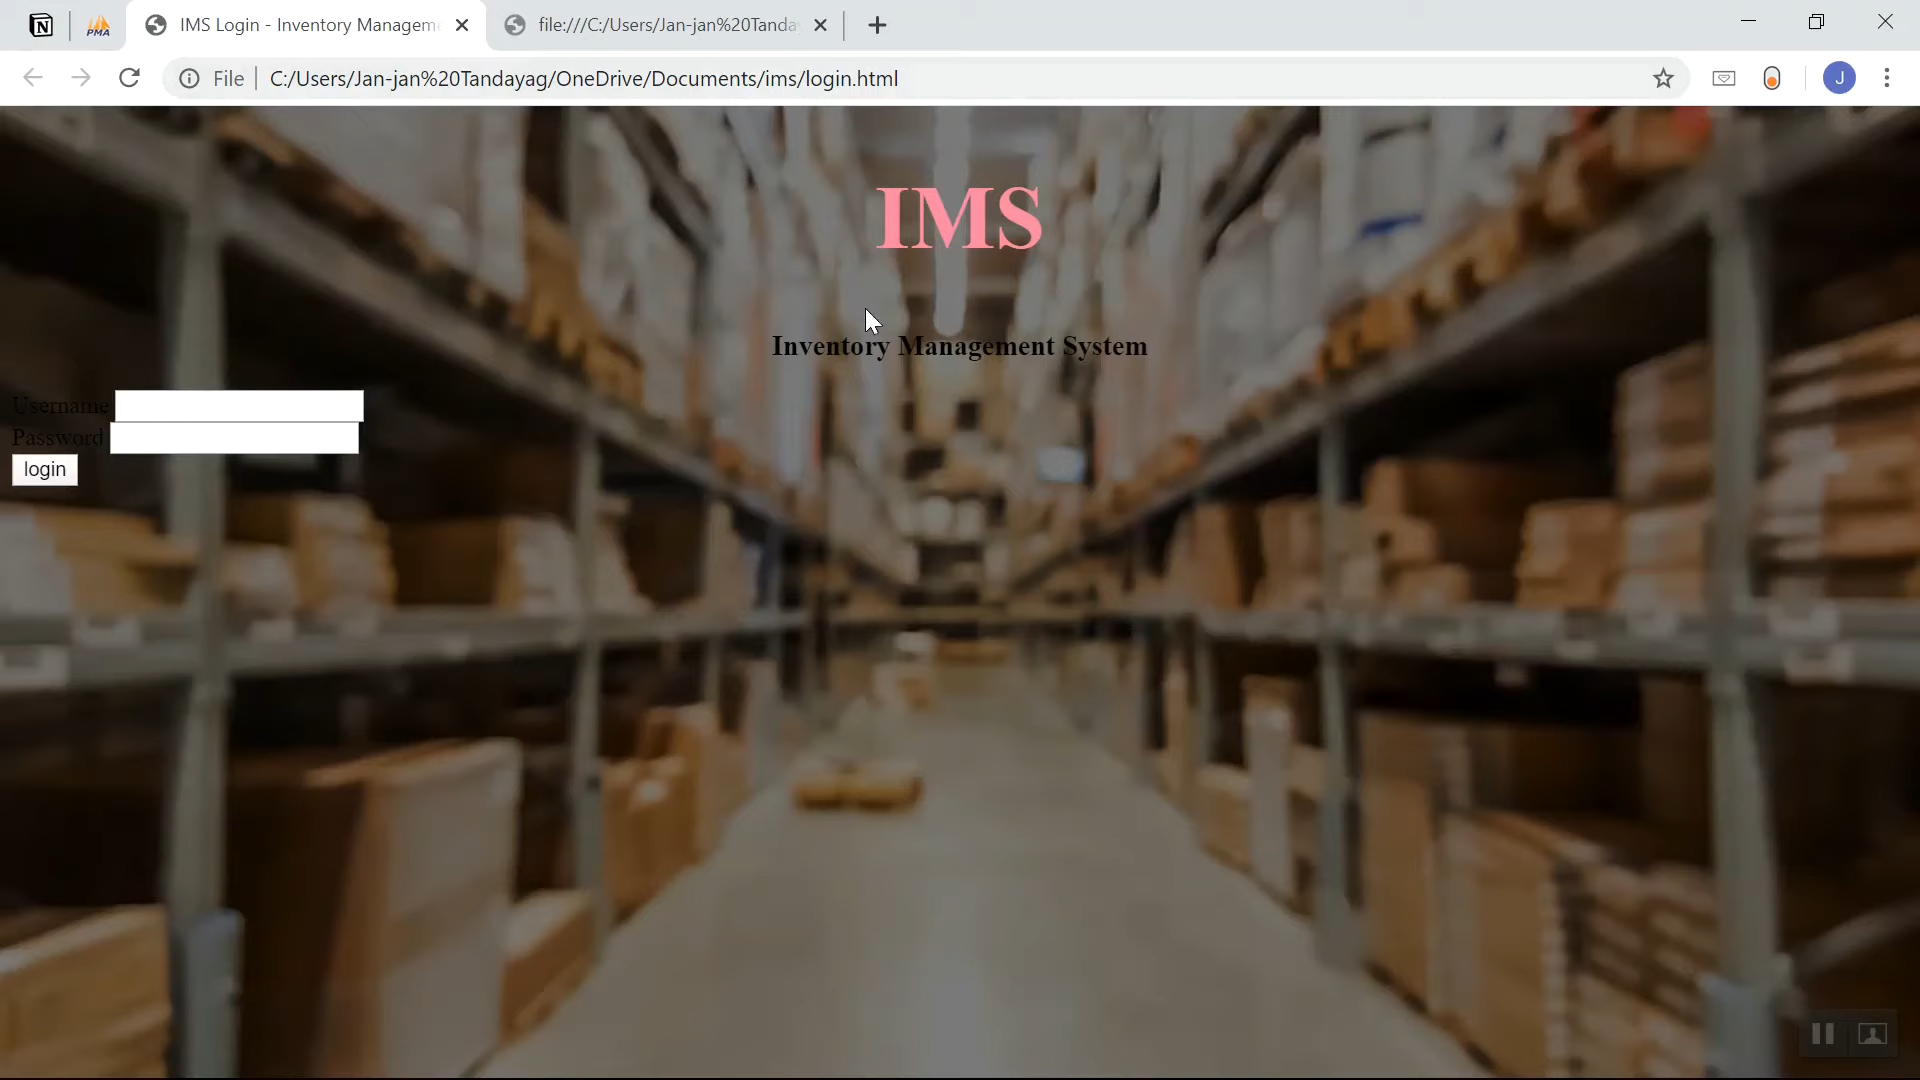 PMA
IMS Login - Inventory Managem
file:///C:/Users/Jan-jan%20Tanda
File
C:/Users/Jan-jan%20Tandayag/OneDrive/Documents/ims/login.html
J
IMS
Inventory Management System
Username
Password
login